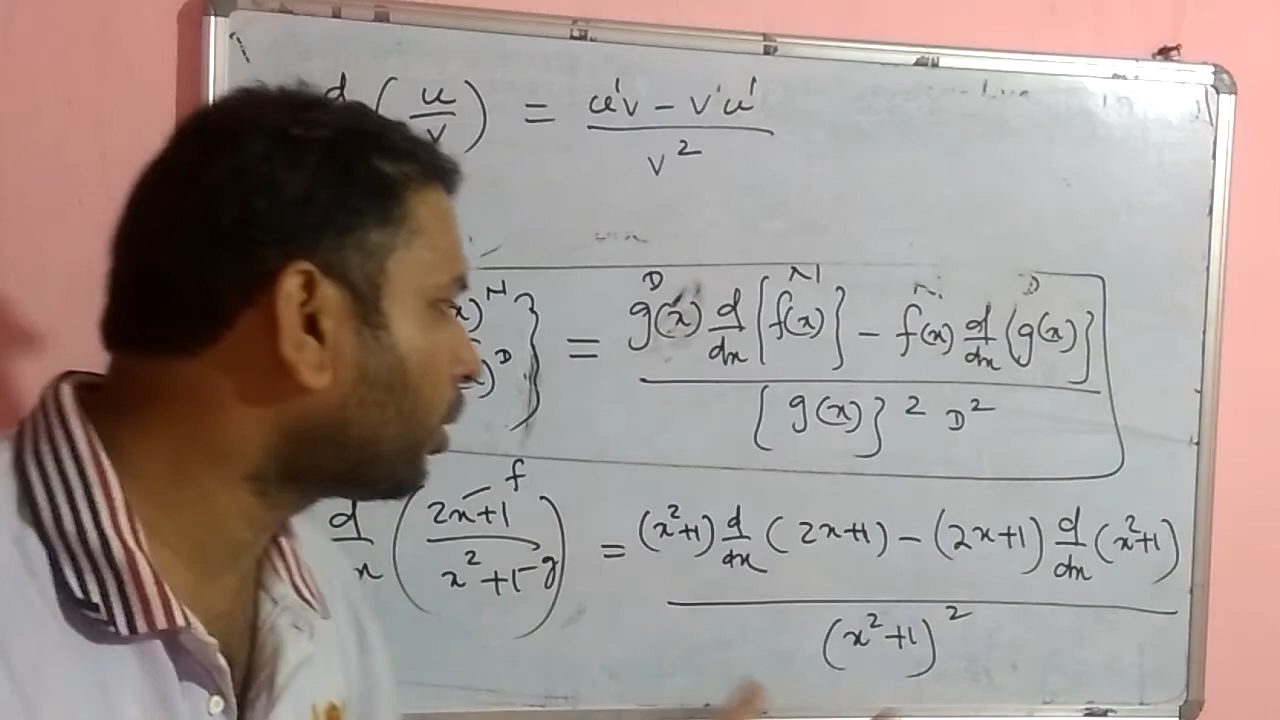 d ( u / v ) = u'v - v'u' / v²
x) N } = g(x) D d/dx {f(x)} N - f(x) N d/dx {g(x)} D / {g(x)}² D²
d/x ( 2x+1 - f / x²+1 - g ) = (x²+1) d/dx (2x+1) - (2x+1) d/dx (x²+1) / (x²+1)²